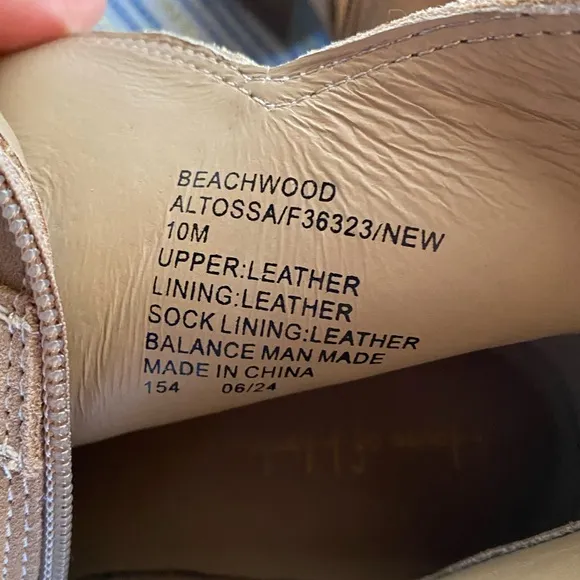 BEACHWOOD
ALTOSSA/F36323/NEW
10M
UPPER:LEATHER
LINING:LEATHER
SOCK LINING:LEATHER
BALANCE MAN MADE
MADE IN CHINA
154 06/24